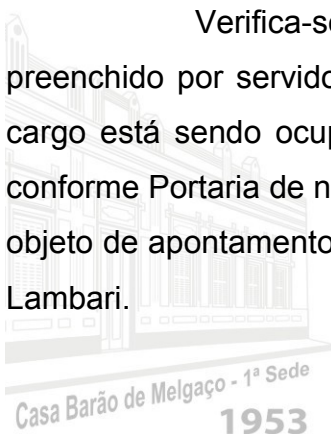 Verifica-se
preenchido por servido
cargo está sendo ocup
conforme Portaria de n
objeto de apontamento
Lambari.
Casa Barão de Melgaço - 1ª Sede
1953